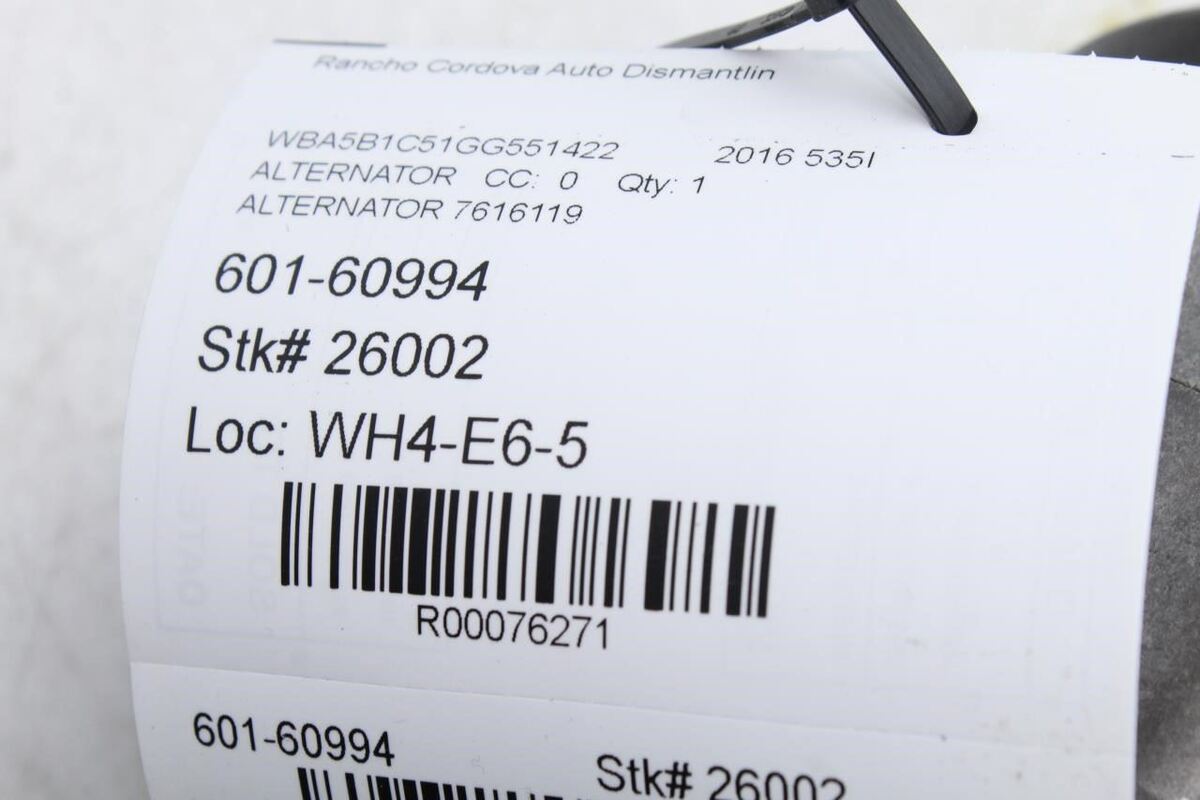 Rancho Cordova Auto Dismantlin
WBA5B1C51GG551422 2016 535I
ALTERNATOR CC: 0 Qty: 1
ALTERNATOR 7616119
601-60994
Stk# 26002
Loc: WH4-E6-5
R00076271
601-60994
Stk# 26002